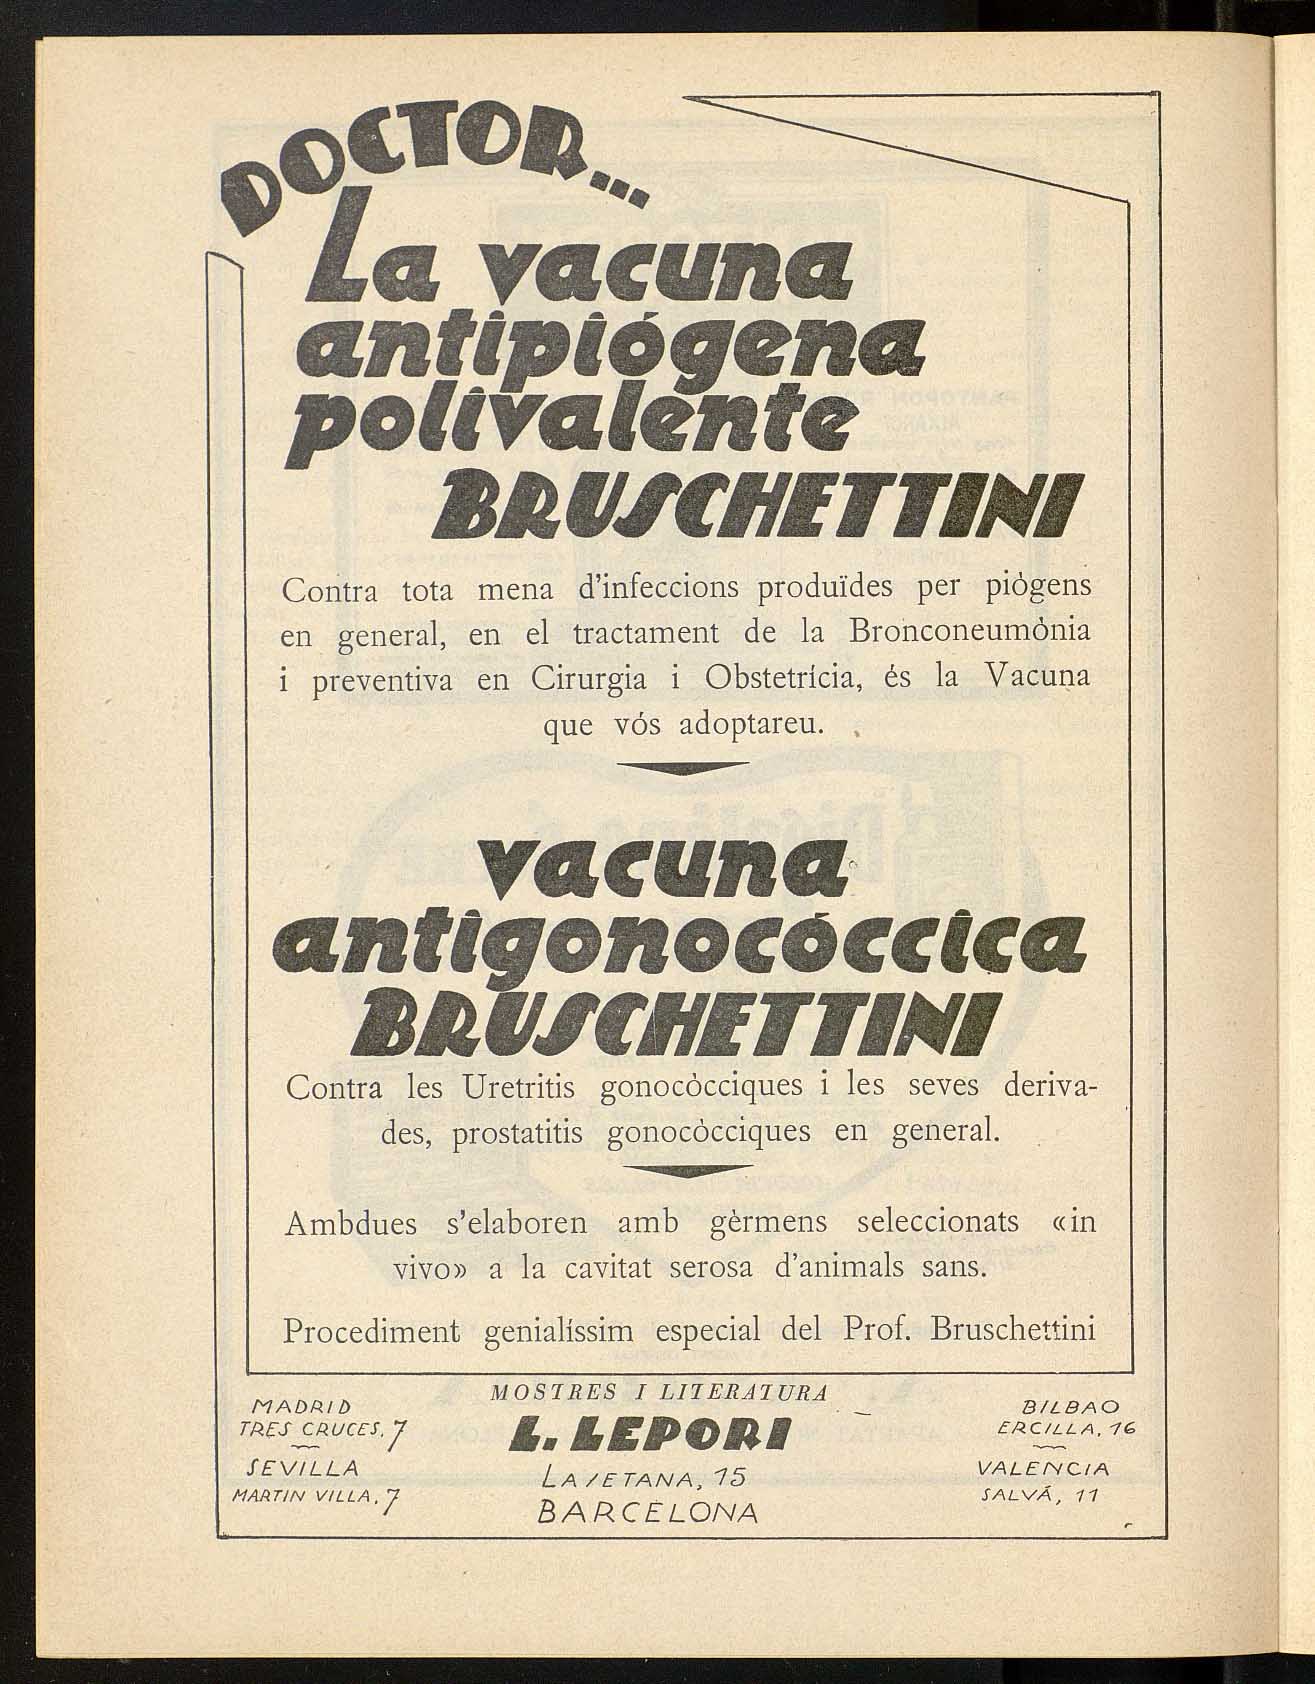 DOCTOR...
La vacuna
antipiógena
polivalente
BRUSCHETTINI
Contra tota mena d'infeccions produïdes per piògens
en general, en el tractament de la Bronconeumònia
i preventiva en Cirurgia i Obstetrícia, és la Vacuna
que vós adoptareu.
vacuna
antigonocóccica
BRUSCHETTINI
Contra les Uretritis gonocòcciques i les seves deriva-
des, prostatitis gonocòcciques en general.
Ambdues s'elaboren amb gèrmens seleccionats «in
vivo» a la cavitat serosa d'animals sans.
Procediment genialíssim especial del Prof. Bruschettini
MADRID
TRES CRUCES, 7
SEVILLA
MARTIN VILLA, 7
MOSTRES I LITERATURA
L. LEPORI
LAIETANA, 15
BARCELONA
BILBAO
ERCILLA, 16
VALENCIA
SALVÁ, 11